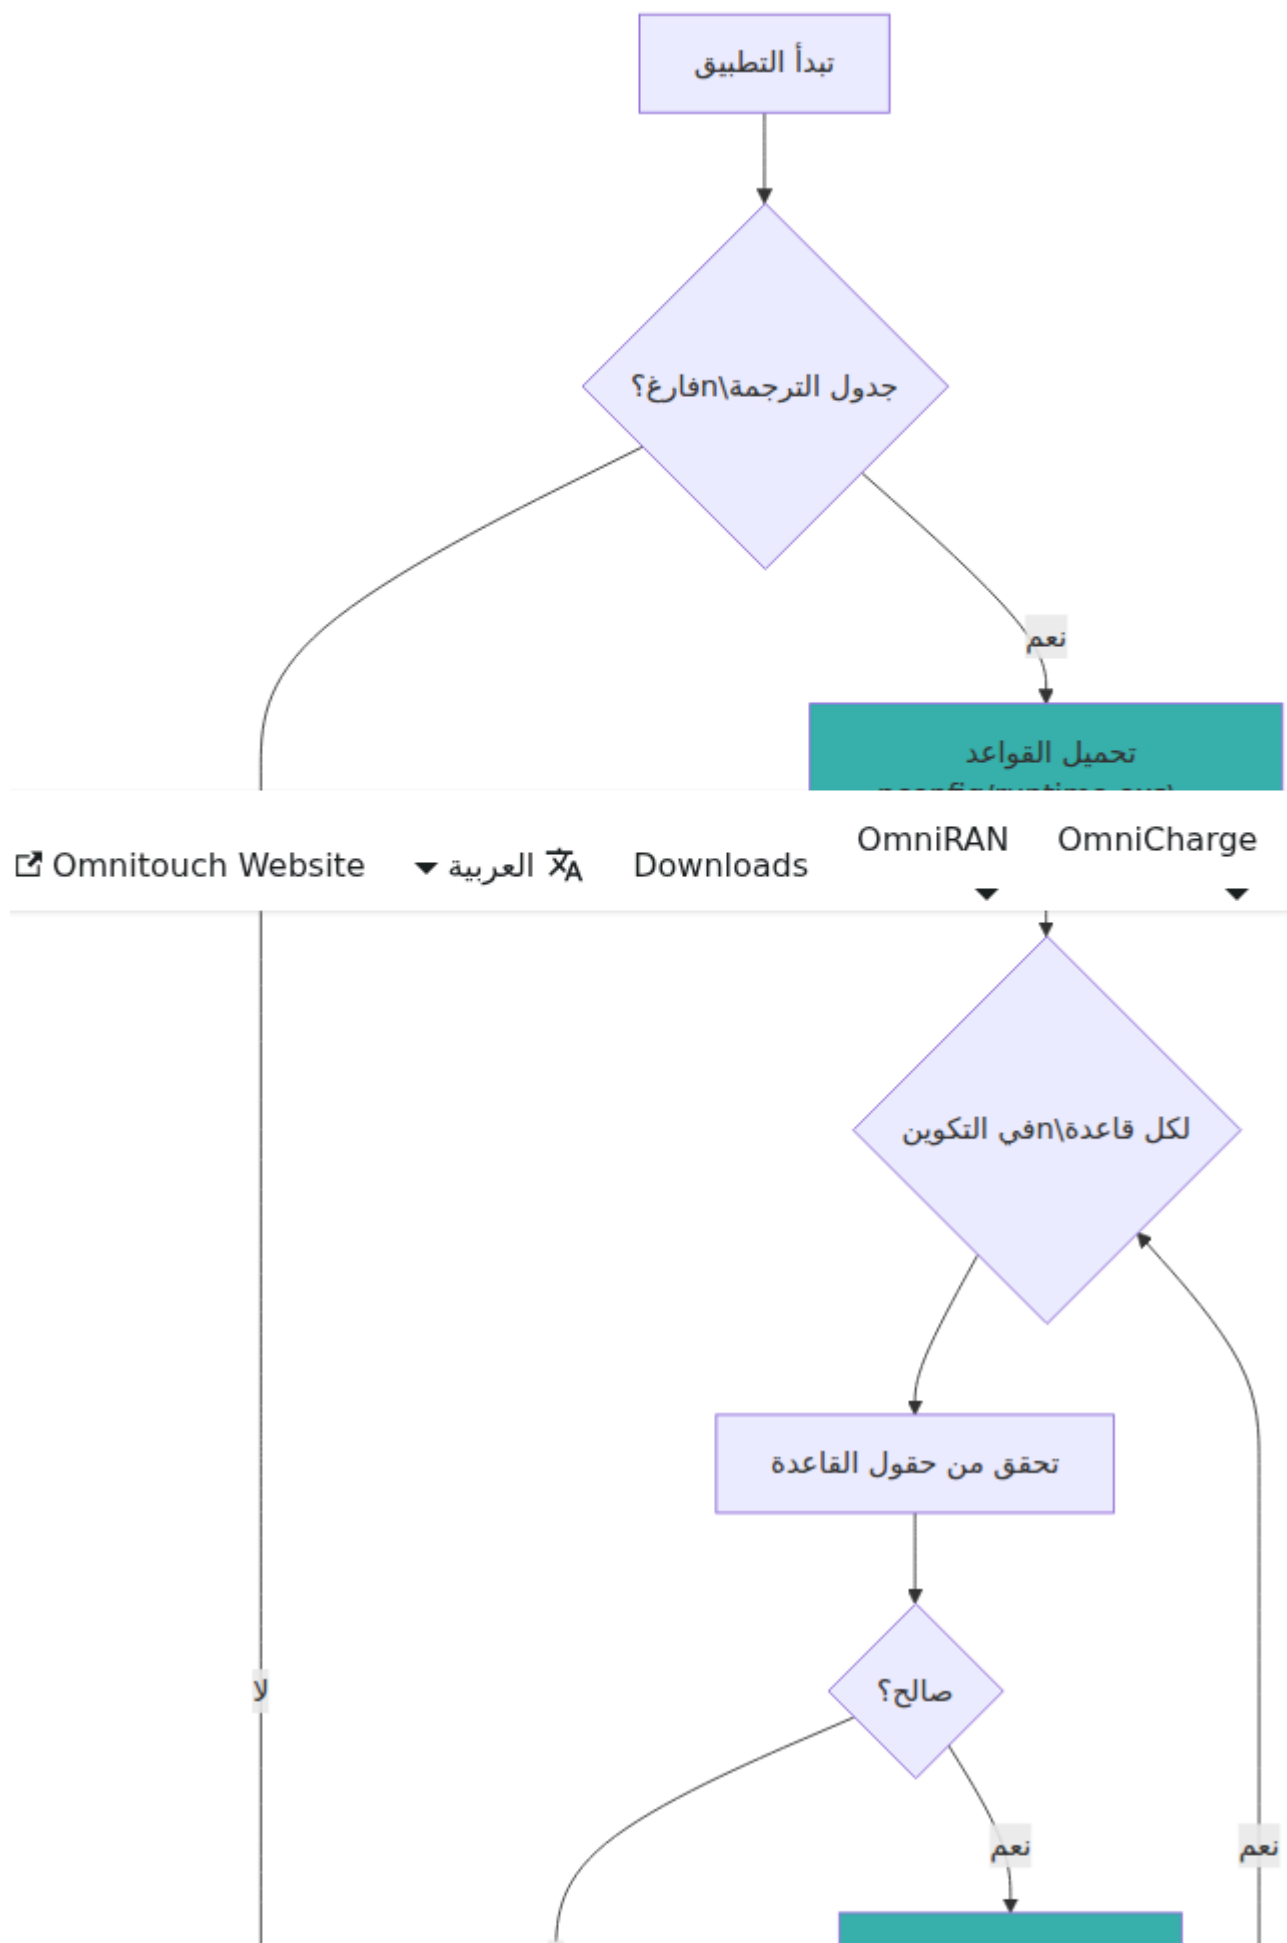 تبدأ التطبيق
جدول الترجمة\nفارغ؟
نعم
تحميل القواعد
Omnitouch Website
العربية
Downloads
OmniRAN
OmniCharge
لكل قاعدة\nفي التكوين
تحقق من حقول القاعدة
لا
صالح؟
نعم
نعم